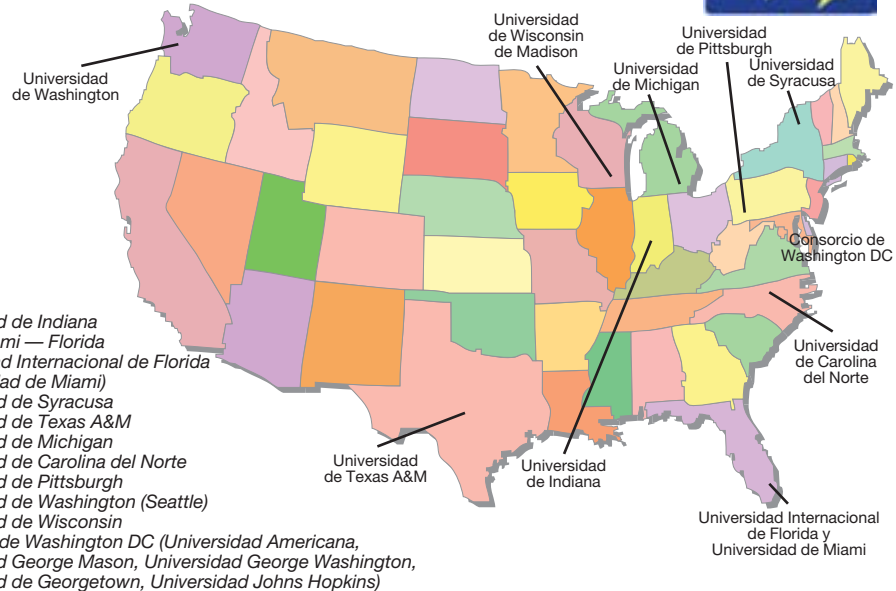 Universidad
de Washington
Universidad
de Wisconsin
de Madison
Universidad
de Michigan
Universidad
de Pittsburgh
Universidad
de Syracusa
Consorcio de
Washington DC
Universidad
de Carolina
del Norte
Universidad
de Texas A&M
Universidad
de Indiana
Universidad Internacional
de Florida y
Universidad de Miami
d de Indiana
mi — Florida
d Internacional de Florida
ad de Miami)
d de Syracusa
d de Texas A&M
d de Michigan
d de Carolina del Norte
d de Pittsburgh
d de Washington (Seattle)
d de Wisconsin
de Washington DC (Universidad Americana,
d George Mason, Universidad George Washington,
d de Georgetown, Universidad Johns Hopkins)